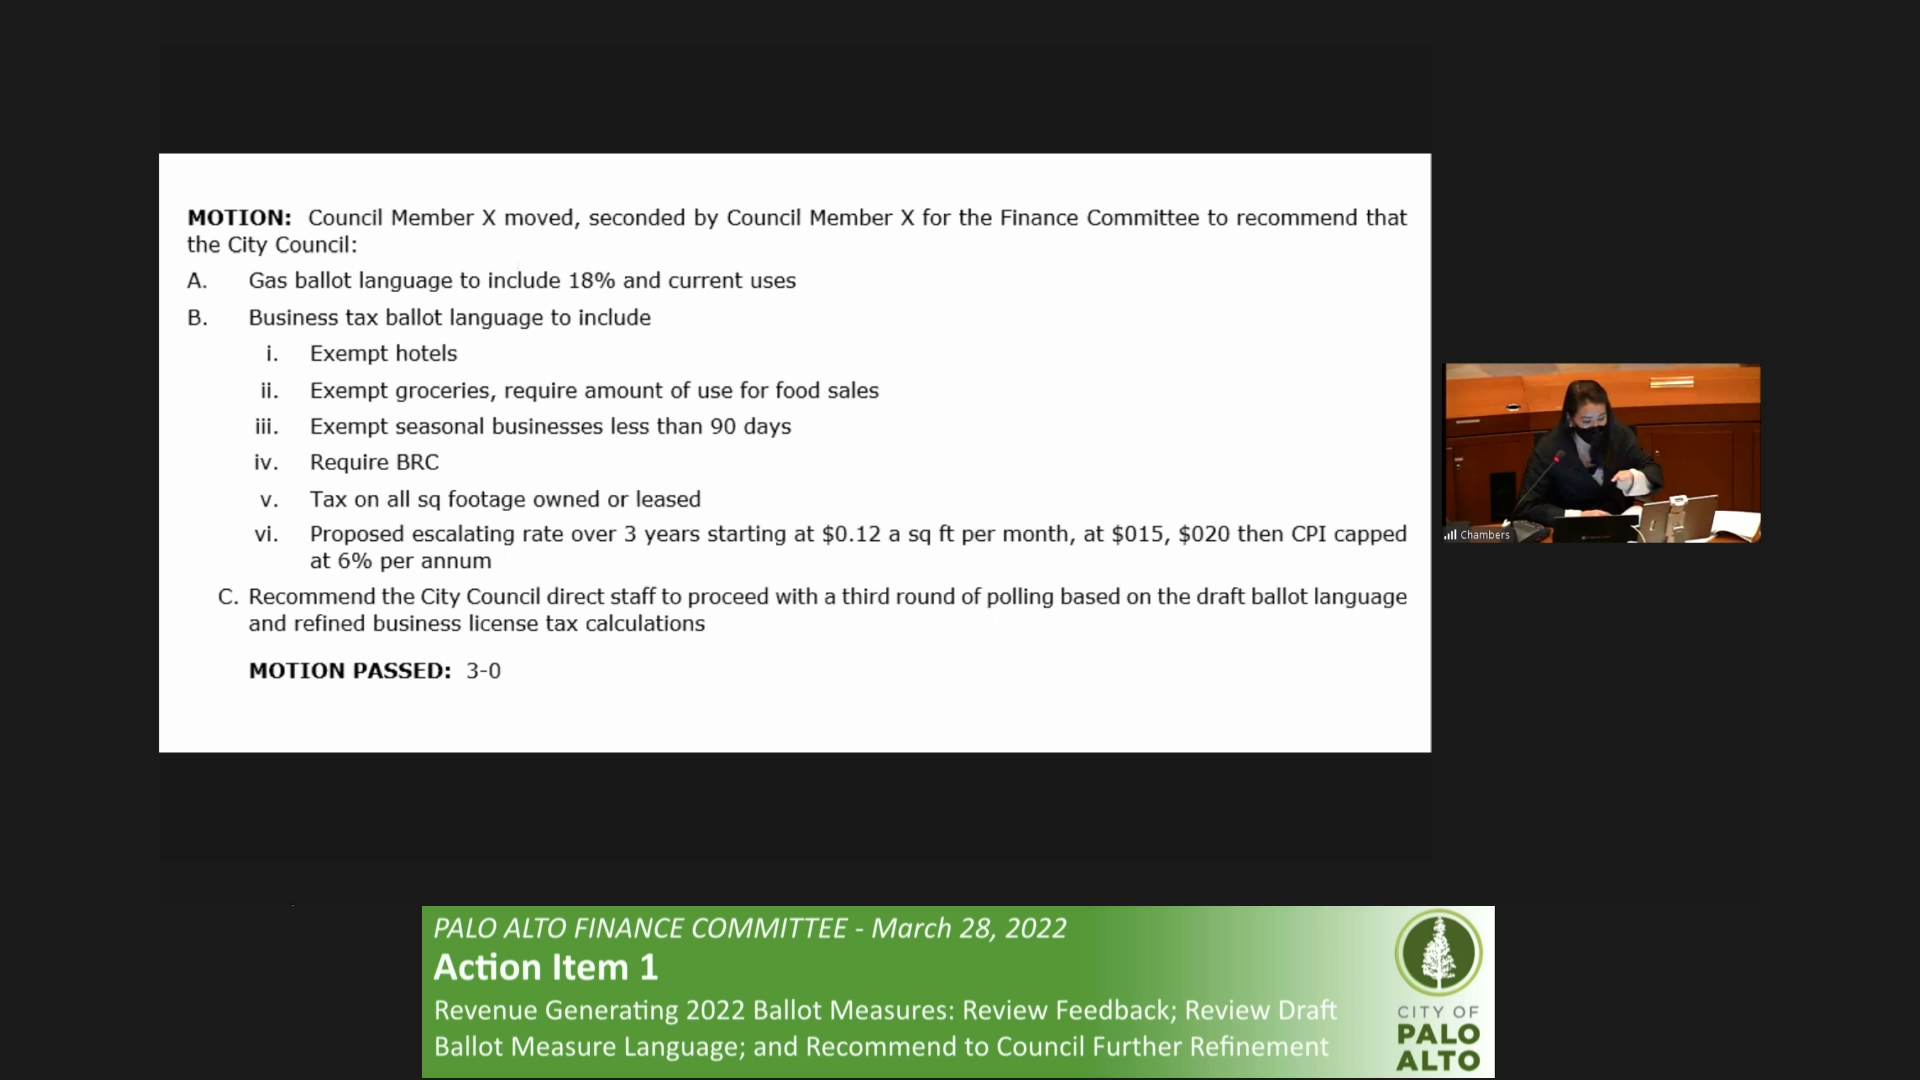 MOTION: Council Member X moved, seconded by Council Member X for the Finance Committee to recommend that
the City Council:
A. Gas ballot language to include 18% and current uses
B. Business tax ballot language to include
i. Exempt hotels
ii. Exempt groceries, require amount of use for food sales
iii. Exempt seasonal businesses less than 90 days
iv. Require BRC
v. Tax on all sq footage owned or leased
vi. Proposed escalating rate over 3 years starting at $0.12 a sq ft per month, at $015, $020 then CPI capped
at 6% per annum
C. Recommend the City Council direct staff to proceed with a third round of polling based on the draft ballot language
and refined business license tax calculations
MOTION PASSED: 3-0
Chambers
PALO ALTO FINANCE COMMITTEE - March 28, 2022
Action Item 1
Revenue Generating 2022 Ballot Measures: Review Feedback; Review Draft
Ballot Measure Language; and Recommend to Council Further Refinement
CITY OF
PALO
ALTO